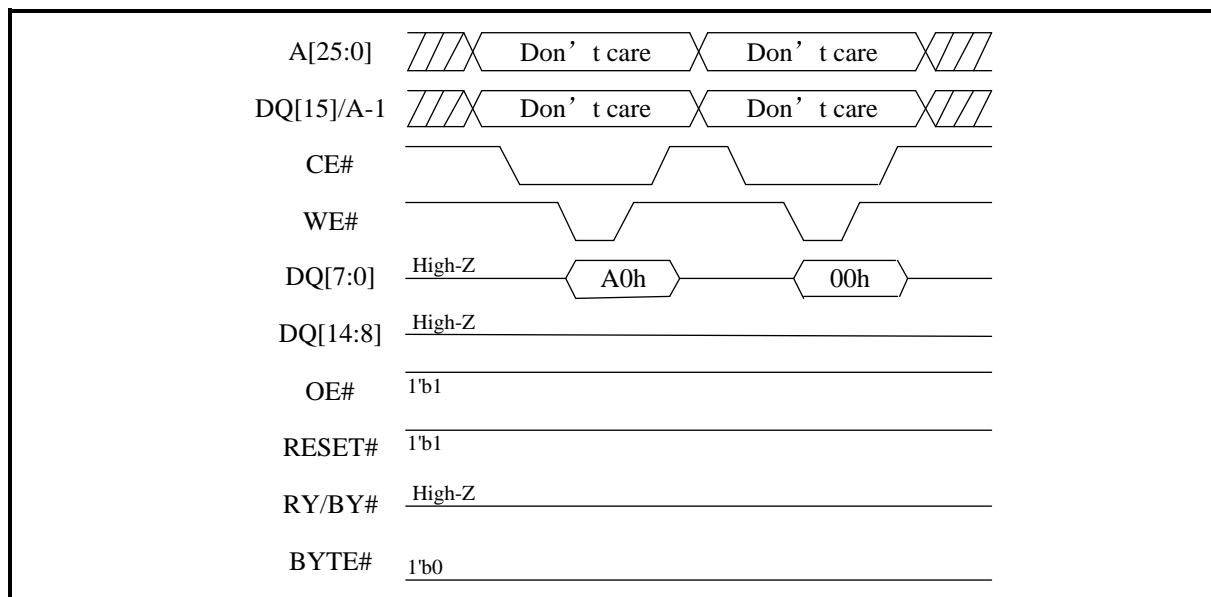 A[25:0] Don’t care Don’t care
DQ[15]/A-1 Don’t care Don’t care
CE#
WE#
DQ[7:0] High-Z A0h 00h
DQ[14:8] High-Z
OE# 1'b1
RESET# 1'b1
RY/BY# High-Z
BYTE# 1'b0